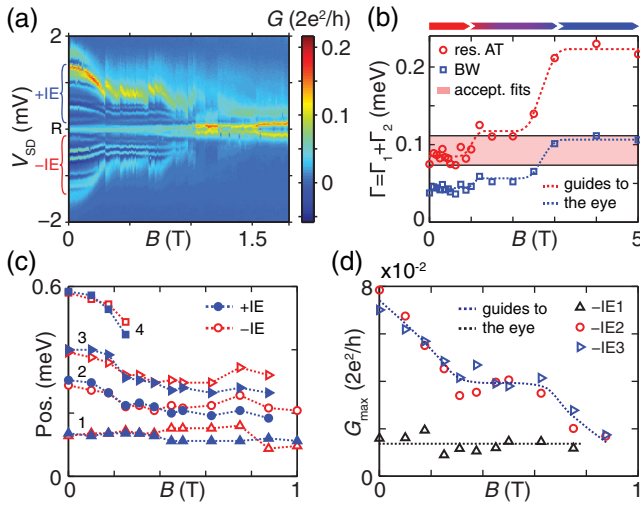 (a)
G (2e²/h)
2
+IE
R
−IE
−2
V_SD (mV)
0
B (T)
1.5
0.2
0.1
0
(b)
res. AT
BW
accept. fits
0.2
0.1
0
Γ=Γ₁+Γ₂ (meV)
guides to
the eye
0
B (T)
5
(c)
0.6
Pos. (meV)
0
4
3
2
1
+IE
−IE
0
B (T)
1
(d)
x10⁻²
8
4
0
G_max (2e²/h)
guides to
the eye
−IE1
−IE2
−IE3
0
B (T)
1